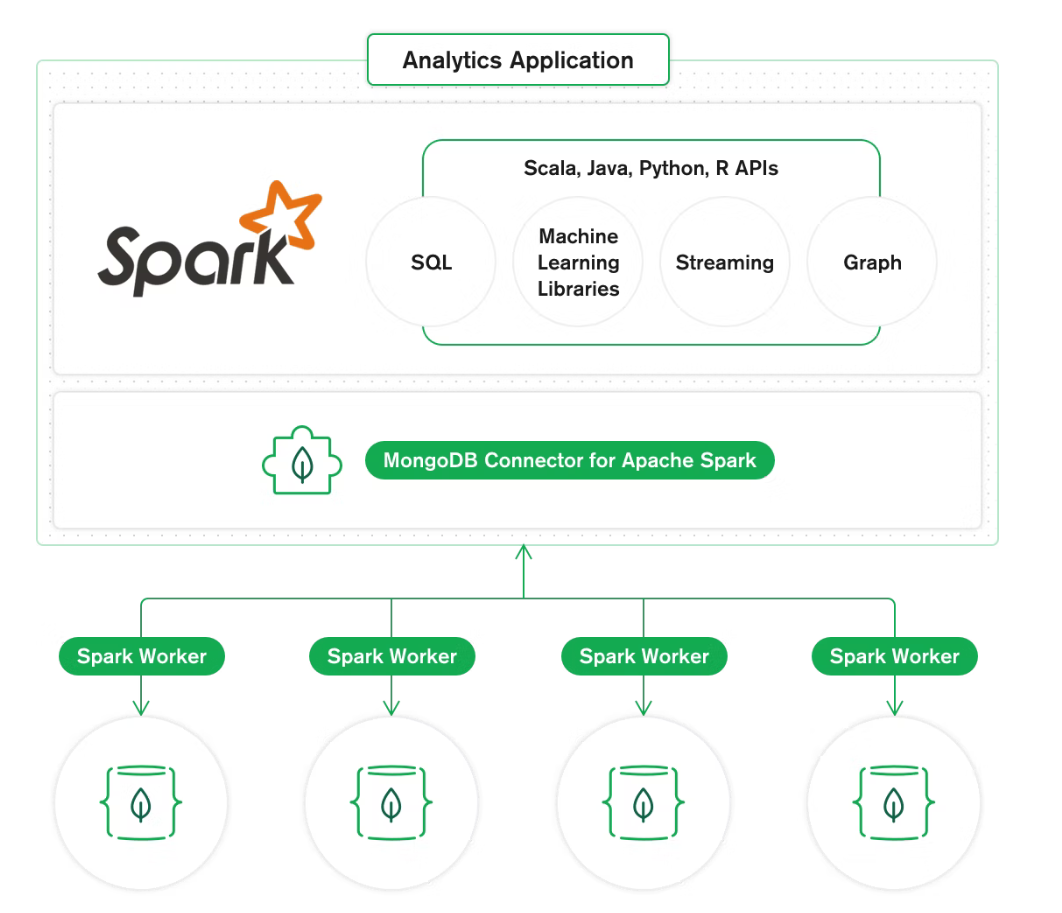 Analytics Application
Scala, Java, Python, R APIs
Spark
SQL
Machine
Learning
Libraries
Streaming
Graph
MongoDB Connector for Apache Spark
Spark Worker
Spark Worker
Spark Worker
Spark Worker